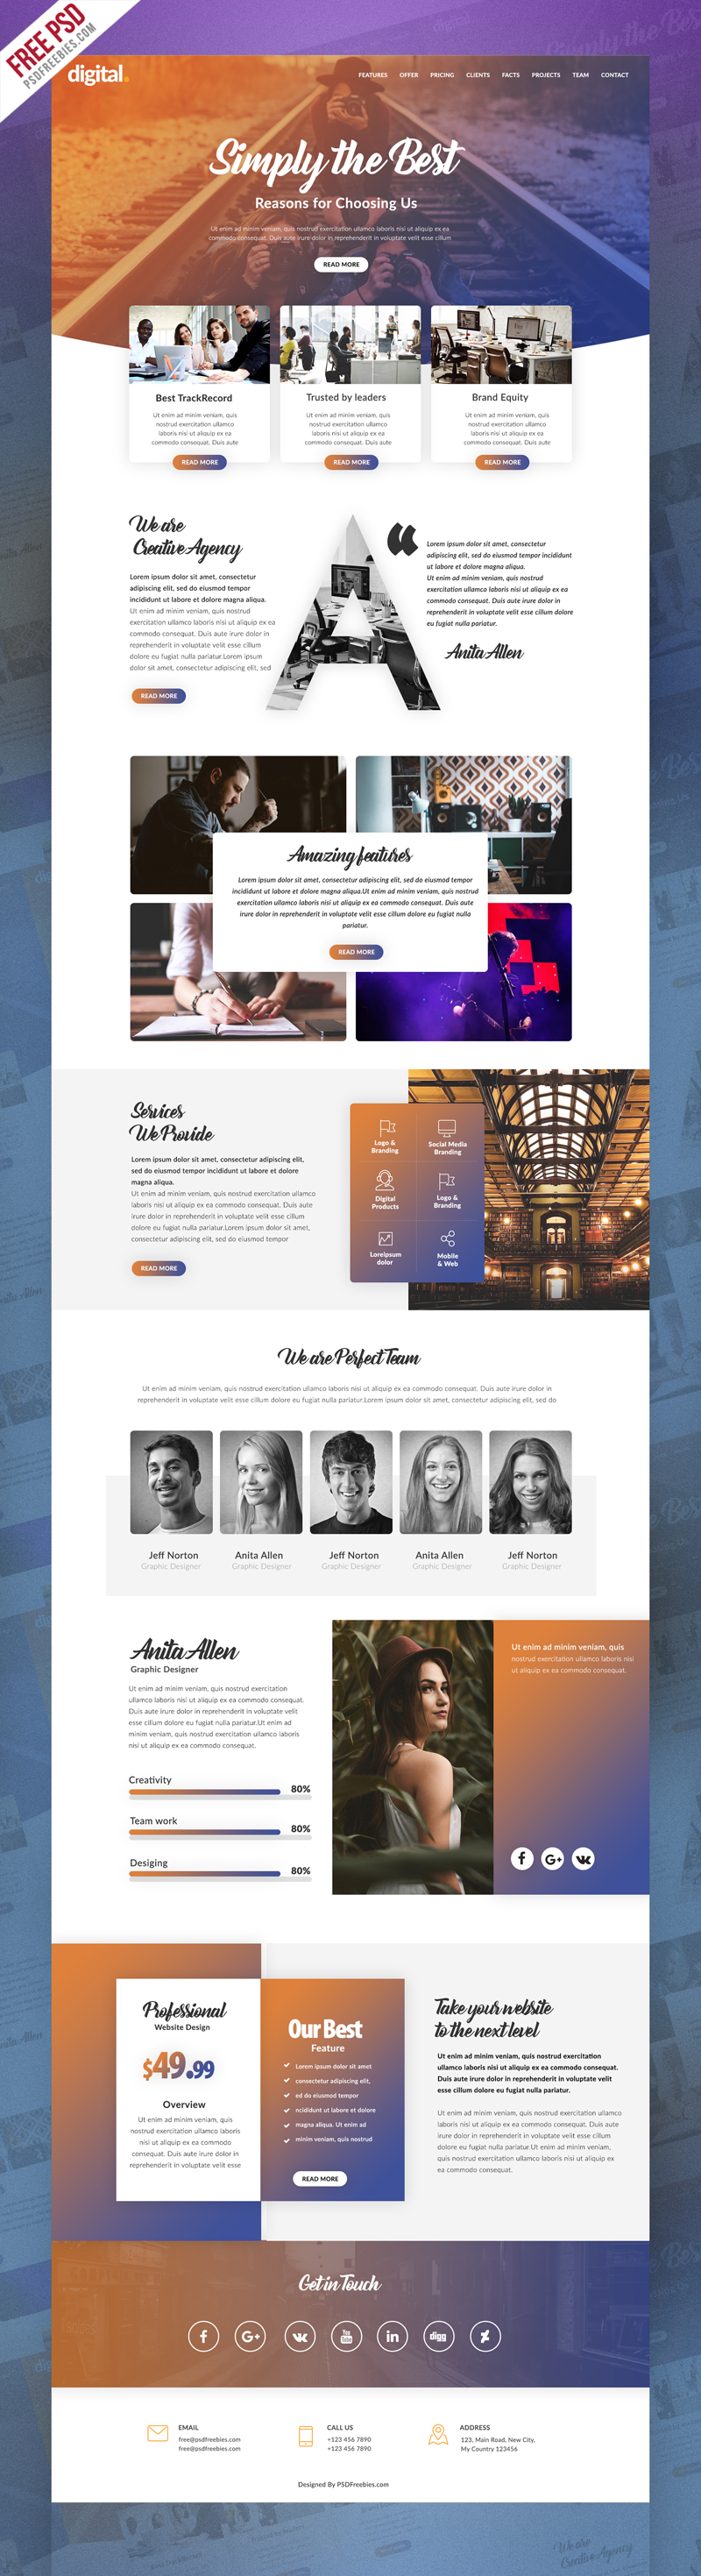 FREE PSD
PSDFREEBIES.COM
digital.
FEATURES OFFER PRICING CLIENTS FACTS PROJECTS TEAM CONTACT
Simply the Best
Reasons for Choosing Us
Ut enim ad minim veniam, quis nostrud exercitation ullamco laboris nisi ut aliquip ex ea
commodo consequat. Duis aute irure dolor in reprehenderit in voluptate velit esse cillum
READ MORE
Best TrackRecord
Ut enim ad minim veniam, quis
nostrud exercitation ullamco
laboris nisi ut aliquip ex ea
commodo consequat. Duis aute
READ MORE
Trusted by leaders
Ut enim ad minim veniam, quis
nostrud exercitation ullamco
laboris nisi ut aliquip ex ea
commodo consequat. Duis aute
READ MORE
Brand Equity
Ut enim ad minim veniam, quis
nostrud exercitation ullamco
laboris nisi ut aliquip ex ea
commodo consequat. Duis aute
READ MORE
We are
Creative Agency
Lorem ipsum dolor sit amet, consectetur
adipiscing elit, sed do eiusmod tempor
incididunt ut labore et dolore magna aliqua.
Ut enim ad minim veniam, quis nostrud
exercitation ullamco laboris nisi ut aliquip ex ea
commodo consequat. Duis aute irure dolor in
reprehenderit in voluptate velit esse cillum
dolore eu fugiat nulla pariatur.Lorem ipsum
dolor sit amet, consectetur adipiscing elit, sed
READ MORE
A
“
Lorem ipsum dolor sit amet, consectetur
adipiscing elit, sed do eiusmod tempor incididunt
ut labore et dolore magna aliqua.
Ut enim ad minim veniam, quis nostrud
exercitation ullamco laboris nisi ut aliquip ex ea
commodo consequat. Duis aute irure dolor in
reprehenderit in voluptate velit esse cillum dolore
eu fugiat nulla pariatur.
Anita Allen
Amazing features
Lorem ipsum dolor sit amet, consectetur adipiscing elit, sed do eiusmod tempor
incididunt ut labore et dolore magna aliqua.Ut enim ad minim veniam, quis nostrud
exercitation ullamco laboris nisi ut aliquip ex ea commodo consequat. Duis aute
irure dolor in reprehenderit in voluptate velit esse cillum dolore eu fugiat nulla
pariatur.
READ MORE
Services
We Provide
Lorem ipsum dolor sit amet, consectetur adipiscing elit,
sed do eiusmod tempor incididunt ut labore et dolore
magna aliqua.
Ut enim ad minim veniam, quis nostrud exercitation ullamco
laboris nisi ut aliquip ex ea commodo consequat. Duis aute
irure dolor in reprehenderit in voluptate velit esse cillum
dolore eu fugiat nulla pariatur.Lorem ipsum dolor sit amet,
consectetur adipiscing elit, sed do eiusmod tempor
READ MORE
Logo &
Branding
Social Media
Branding
Digital
Products
Logo &
Branding
Loreipsum
dolor
Mobile
& Web
We are Perfect Team
Ut enim ad minim veniam, quis nostrud exercitation ullamco laboris nisi ut aliquip ex ea commodo consequat. Duis aute irure dolor in
reprehenderit in voluptate velit esse cillum dolore eu fugiat nulla pariatur.Lorem ipsum dolor sit amet, consectetur adipiscing elit, sed do
Jeff Norton
Graphic Designer
Anita Allen
Graphic Designer
Jeff Norton
Graphic Designer
Anita Allen
Graphic Designer
Jeff Norton
Graphic Designer
Anita Allen
Graphic Designer
Ut enim ad minim veniam, quis nostrud exercitation
ullamco laboris nisi ut aliquip ex ea commodo consequat.
Duis aute irure dolor in reprehenderit in voluptate velit
esse cillum dolore eu fugiat nulla pariatur.Ut enim ad
minim veniam, quis nostrud exercitation ullamco laboris
nisi ut aliquip ex ea commodo consequat.
Creativity 80%
Team work 80%
Desiging 80%
Ut enim ad minim veniam, quis
nostrud exercitation ullamco laboris nisi
ut aliquip ex ea commodo consequat.
f G+ VK
Professional
Website Design
$49.99
Overview
Ut enim ad minim veniam, quis
nostrud exercitation ullamco laboris
nisi ut aliquip ex ea commodo
consequat. Duis aute irure dolor in
reprehenderit in voluptate velit esse
Our Best
Feature
Lorem ipsum dolor sit amet
consectetur adipiscing elit,
ed do eiusmod tempor
ncididunt ut labore et dolore
magna aliqua. Ut enim ad
minim veniam, quis nostrud
READ MORE
Take your website
to the next level
Ut enim ad minim veniam, quis nostrud exercitation
ullamco laboris nisi ut aliquip ex ea commodo consequat.
Duis aute irure dolor in reprehenderit in voluptate velit
esse cillum dolore eu fugiat nulla pariatur.
Ut enim ad minim veniam, quis nostrud exercitation ullamco
laboris nisi ut aliquip ex ea commodo consequat. Duis aute
irure dolor in reprehenderit in voluptate velit esse cillum
dolore eu fugiat nulla pariatur.Ut enim ad minim veniam,
quis nostrud exercitation ullamco laboris nisi ut aliquip ex
ea commodo consequat.
Get in Touch
f G+ VK You Tube in digg
EMAIL
free@psdfreebies.com
free@psdfreebies.com
CALL US
+123 456 7890
+123 456 7890
ADDRESS
123, Main Road, New City,
My Country 123456
Designed By PSDFreebies.com
We are
Creative Agency